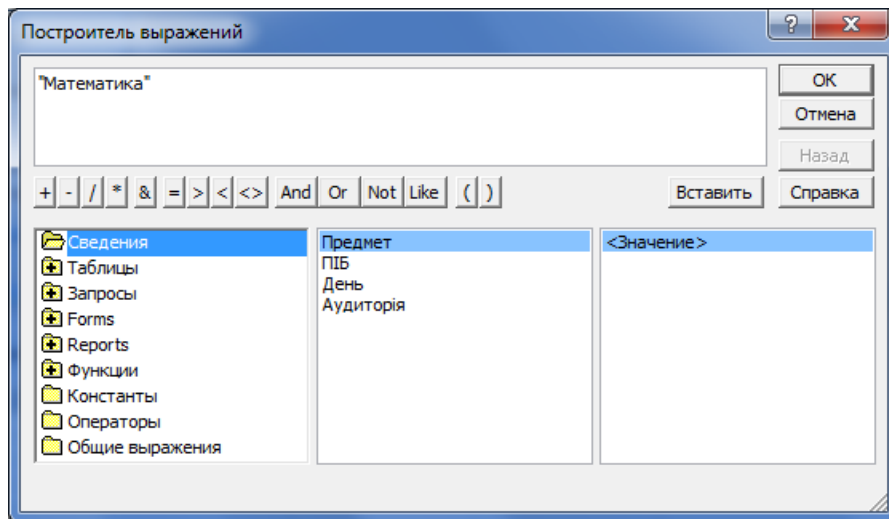 Построитель выражений
? X
"Математика"
OK
Отмена
Назад
+ - / * & = > < <> And Or Not Like ( ) Вставить Справка
Сведения
Таблицы
Запросы
Forms
Reports
Функции
Константы
Операторы
Общие выражения
Предмет
ПІБ
День
Аудиторія
<Значение>